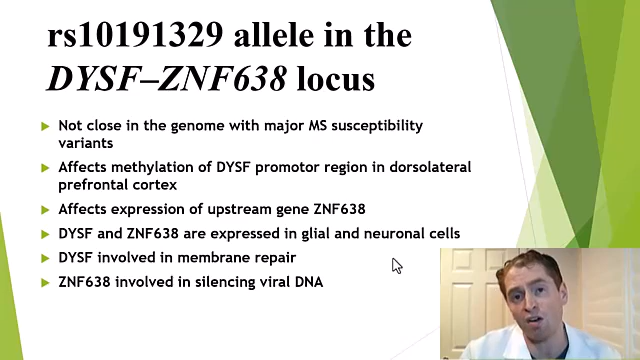 rs10191329 allele in the
DYSF–ZNF638 locus
Not close in the genome with major MS susceptibility
variants
Affects methylation of DYSF promotor region in dorsolateral
prefrontal cortex
Affects expression of upstream gene ZNF638
DYSF and ZNF638 are expressed in glial and neuronal cells
DYSF involved in membrane repair
ZNF638 involved in silencing viral DNA